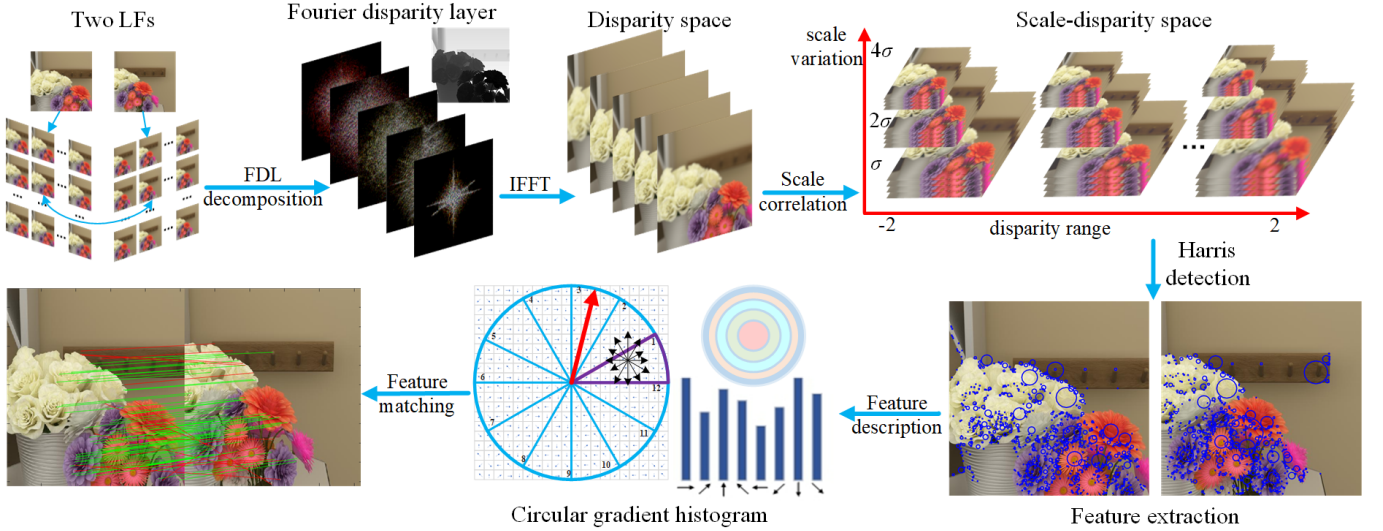 Two LFs
Fourier disparity layer
Disparity space
Scale-disparity space
scale
variation
4σ
2σ
σ
FDL
decomposition
IFFT
Scale
correlation
...
-2
disparity range
2
Harris
detection
Feature
matching
3
2
4
1
5
6
12
7
11
8
10
9
Feature
description
Circular gradient histogram
Feature extraction